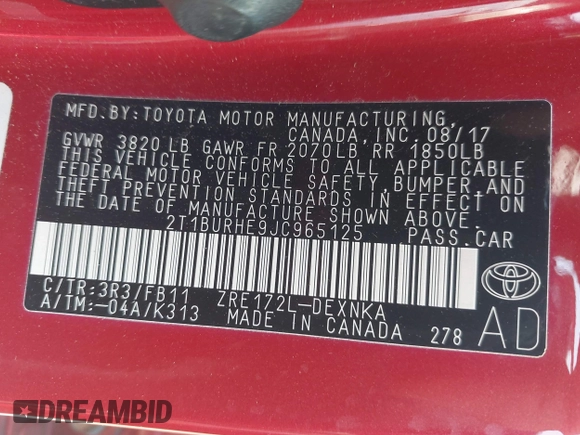 MFD. BY: TOYOTA MOTOR MANUFACTURING,
CANADA, INC. 08/17
GVWR 3820 LB GAWR FR 2070LB RR 1850LB
THIS VEHICLE CONFORMS TO ALL APPLICABLE
FEDERAL MOTOR VEHICLE SAFETY, BUMPER, AND
THEFT PREVENTION STANDARDS IN EFFECT ON
THE DATE OF MANUFACTURE SHOWN ABOVE.
2T1BURHE9JC965125 PASS. CAR
C/TR: 3R3/FB11 ZRE172L-DEXNKA
A/TM: -04A/K313 MADE IN CANADA 278
TOYOTA
AD
DREAMBID